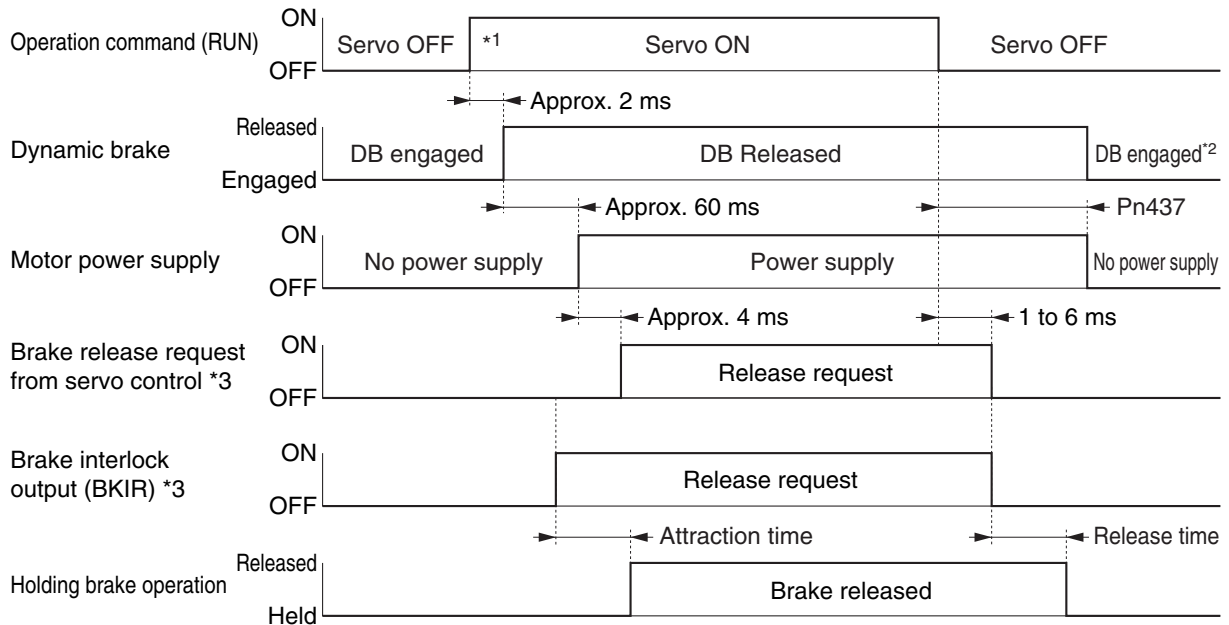 ON
Operation command (RUN)
Servo OFF *1 Servo ON Servo OFF
OFF
Approx. 2 ms
Released
Dynamic brake
DB engaged DB Released DB engaged*2
Engaged
Approx. 60 ms Pn437
ON
Motor power supply
No power supply Power supply No power supply
OFF
Approx. 4 ms 1 to 6 ms
Brake release request
from servo control *3
ON
Release request
OFF
Brake interlock
output (BKIR) *3
ON
Release request
OFF
Attraction time Release time
Released
Holding brake operation
Brake released
Held